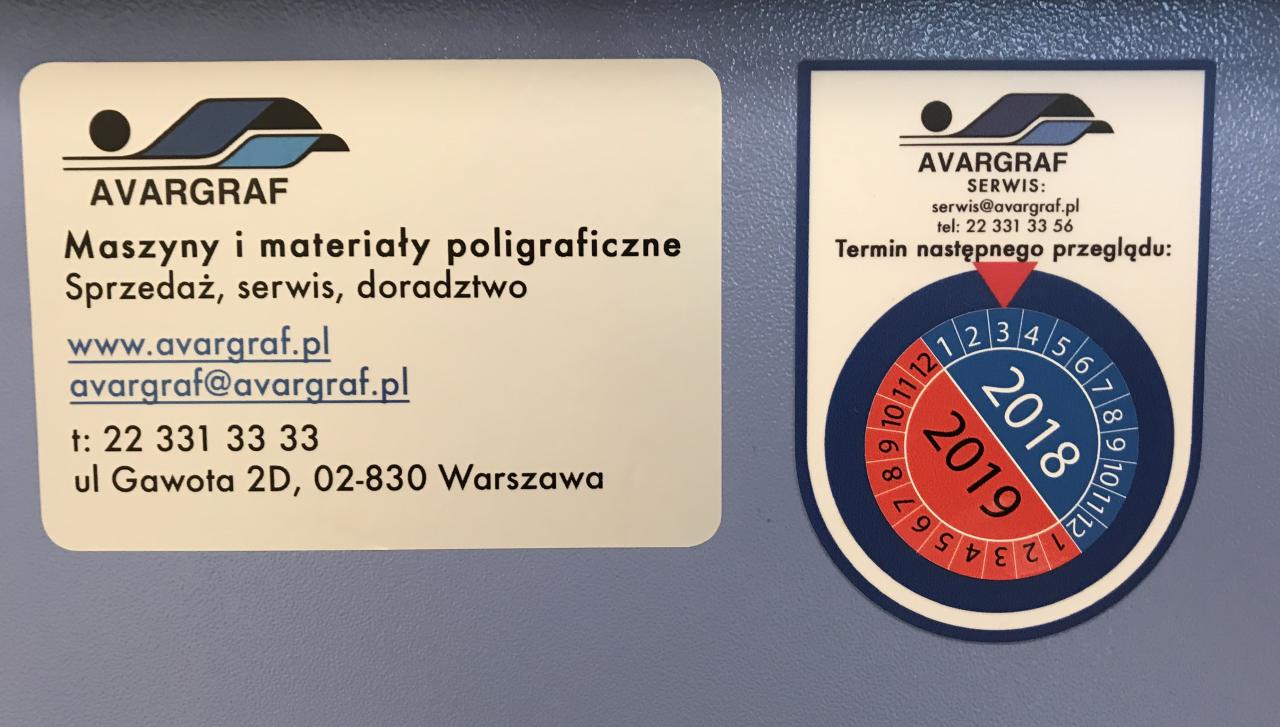 AVARGRAF
Maszyny i materiały poligraficzne
Sprzedaż, serwis, doradztwo
www.avargraf.pl
avargraf@avargraf.pl
t: 22 331 33 33
ul Gawota 2D, 02-830 Warszawa
AVARGRAF
SERWIS:
serwis@avargraf.pl
tel: 22 331 33 56
Termin następnego przeglądu:
1 2 3 4 5 6 7 8 9 10 11 12
2018
2019
1 2 3 4 5 6 7 8 9 10 11 12